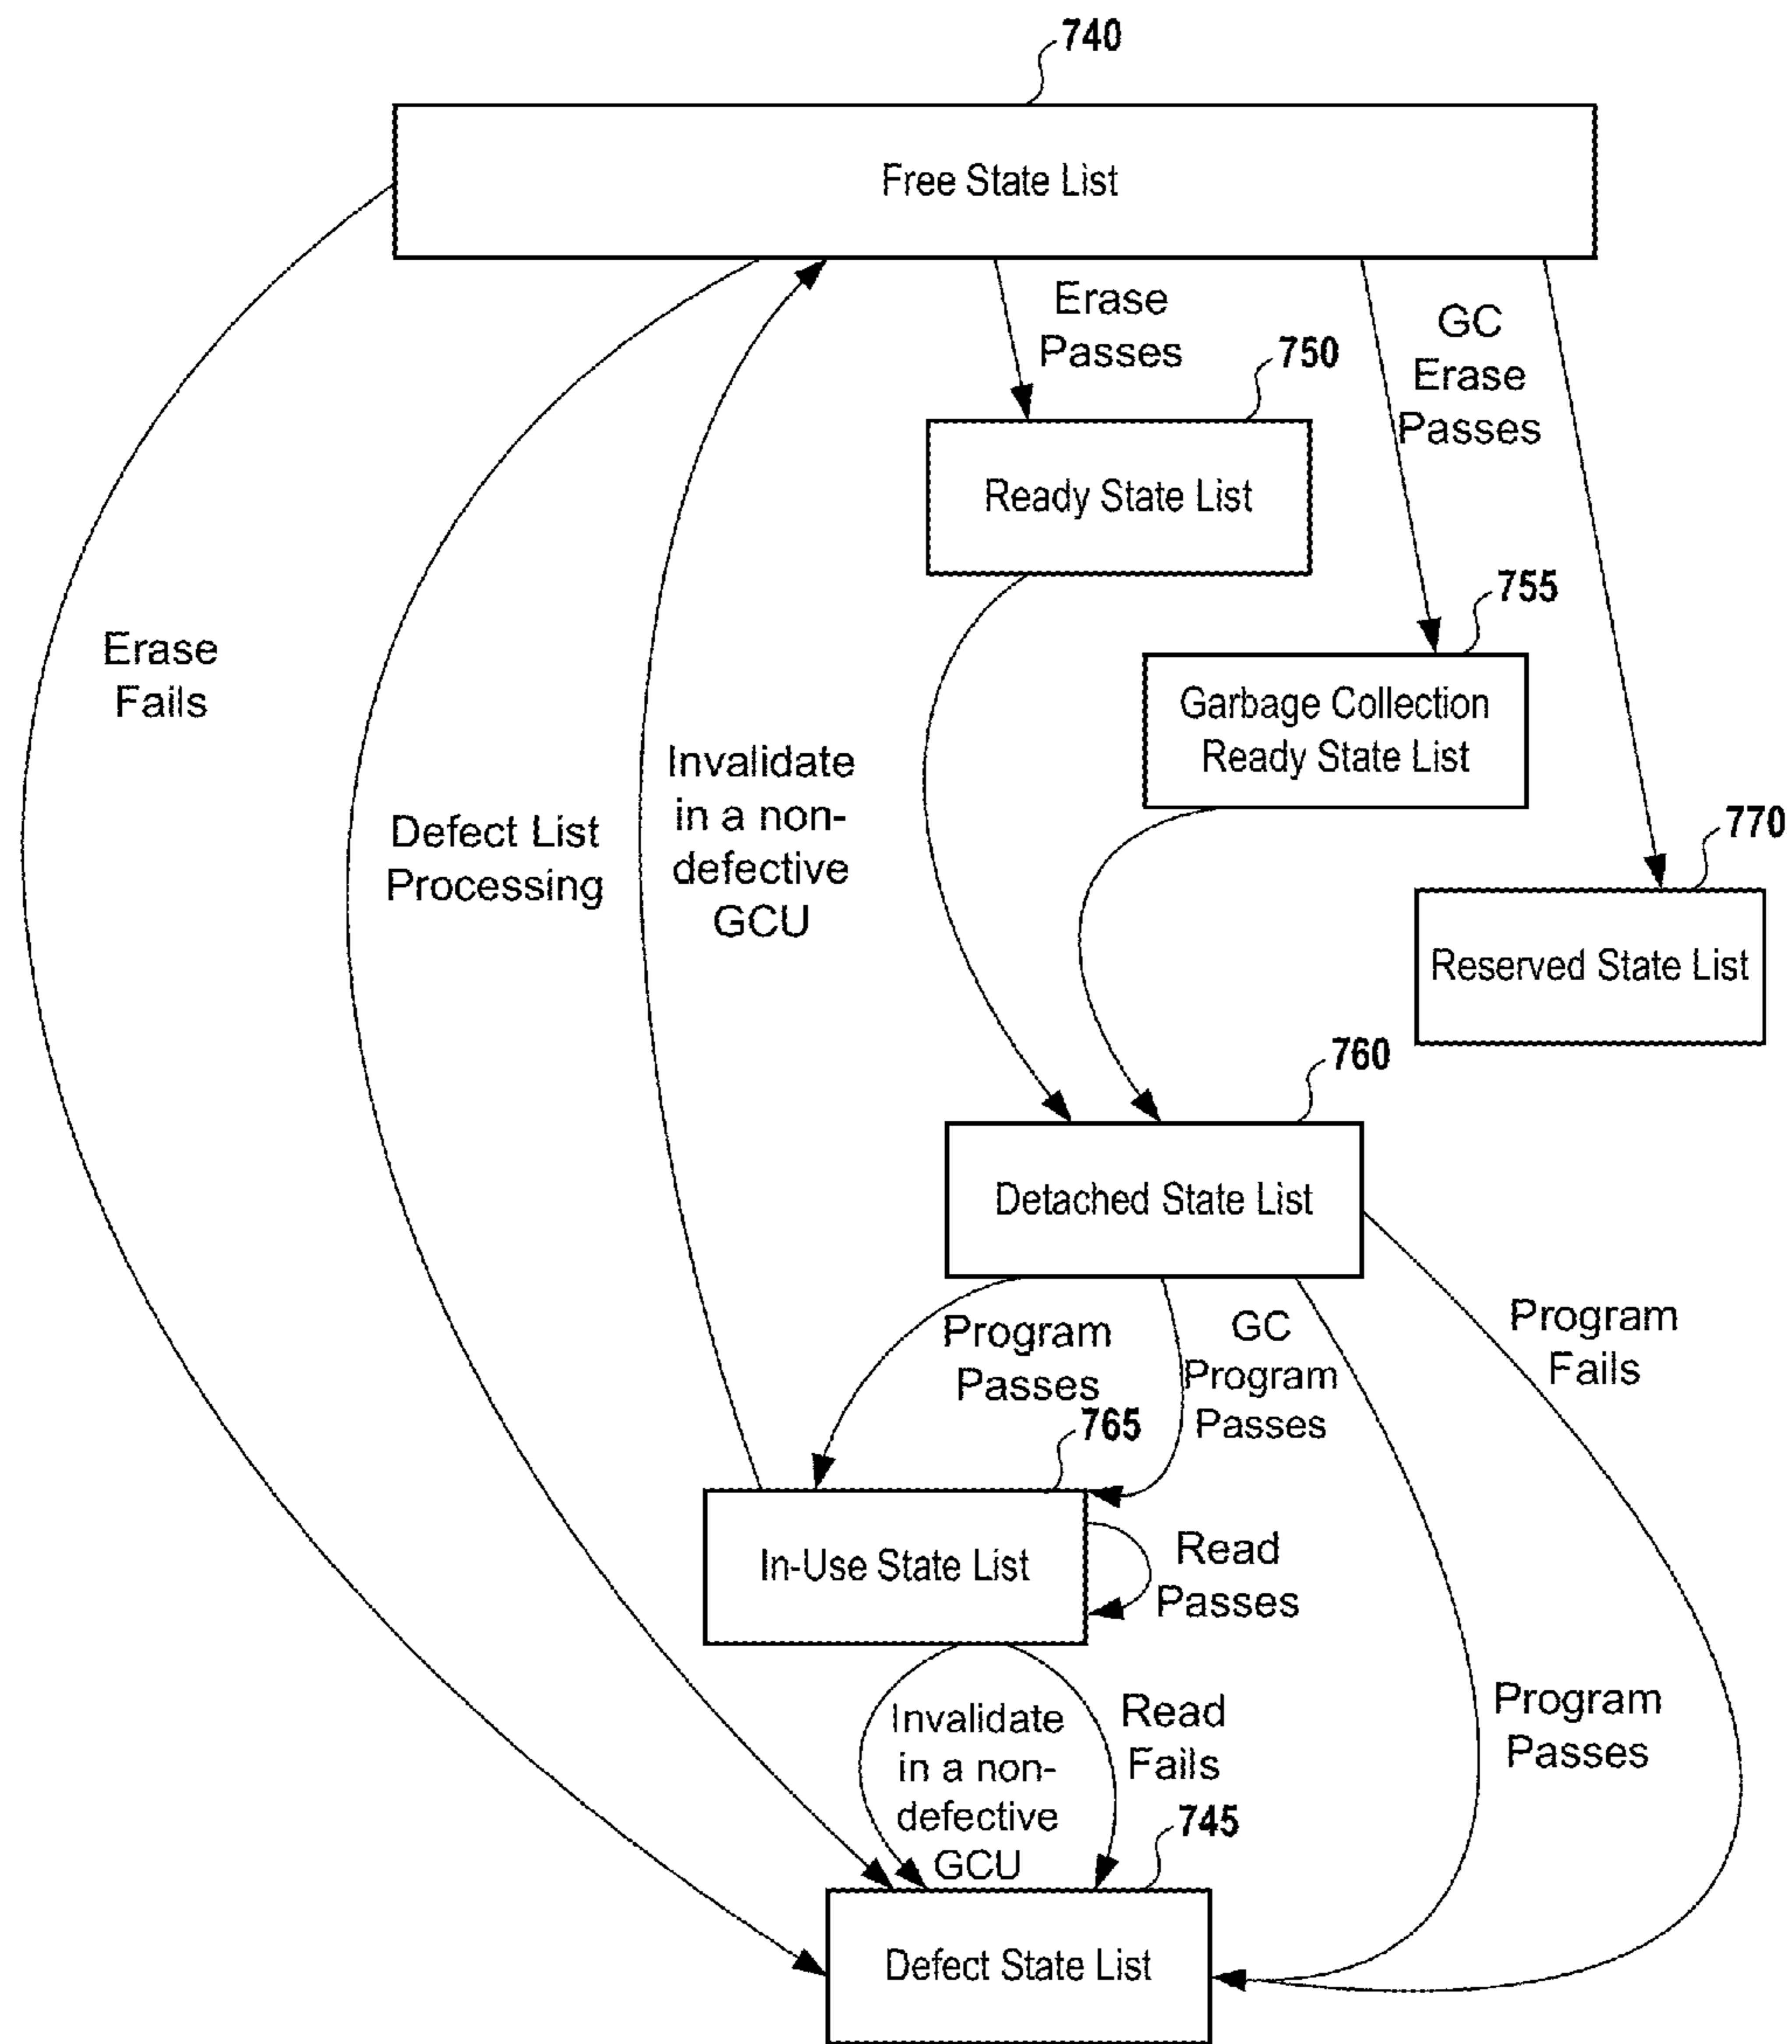 740
Free State List
Erase
Passes
GC
Erase
Passes
750
Ready State List
755
Garbage Collection
Ready State List
Erase
Fails
Defect List
Processing
Invalidate
in a non-
defective
GCU
770
Reserved State List
760
Detached State List
Program
Passes
GC
Program
Passes
Program
Fails
765
In-Use State List
Read
Passes
Invalidate
in a non-
defective
GCU
Read
Fails
Program
Passes
745
Defect State List